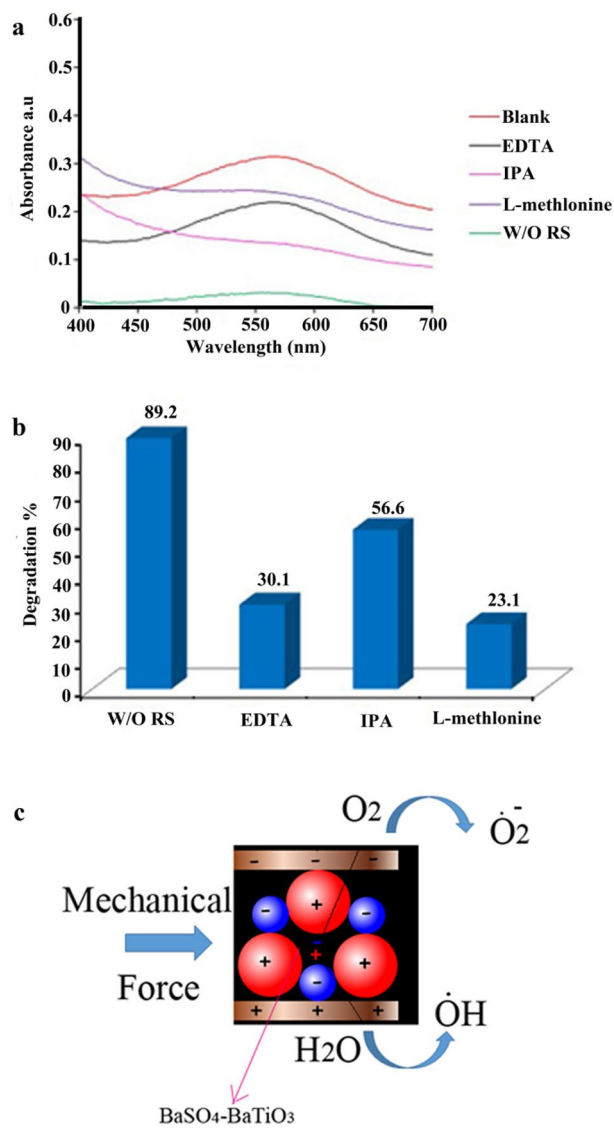 a
0.6
0.5
0.4
0.3
0.2
0.1
0
Absorbance a.u
400 450 500 550 600 650 700
Wavelength (nm)
Blank
EDTA
IPA
L-methlonine
W/O RS
b
90
80
70
60
50
40
30
20
10
0
Degradation %
89.2
30.1
56.6
23.1
W/O RS EDTA IPA L-methlonine
c
O2 Ȯ2-
Mechanical
Force
- - -
- + -
-
+ + +
-
+ + +
H2O ȮH
BaSO4-BaTiO3